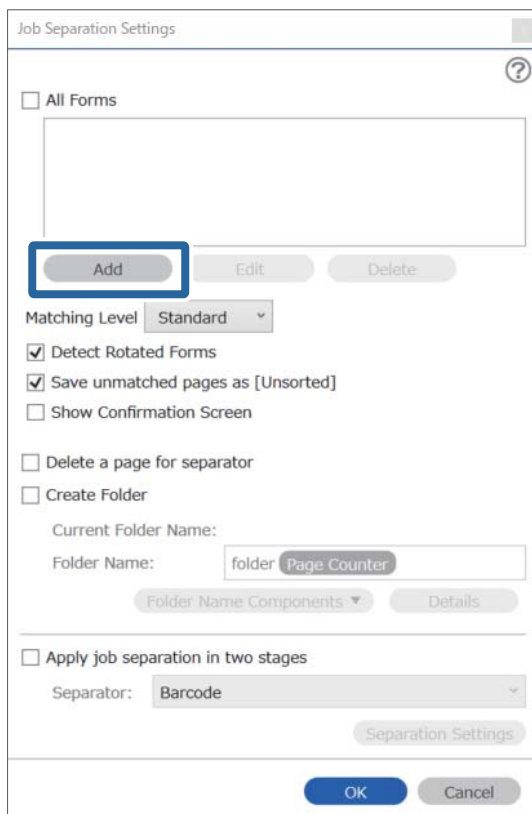 Job Separation Settings
?
All Forms
Add Edit Delete
Matching Level Standard
Detect Rotated Forms
Save unmatched pages as [Unsorted]
Show Confirmation Screen
Delete a page for separator
Create Folder
Current Folder Name:
Folder Name: folder Page Counter
Folder Name Components ▼ Details
Apply job separation in two stages
Separator: Barcode
Separation Settings
OK Cancel